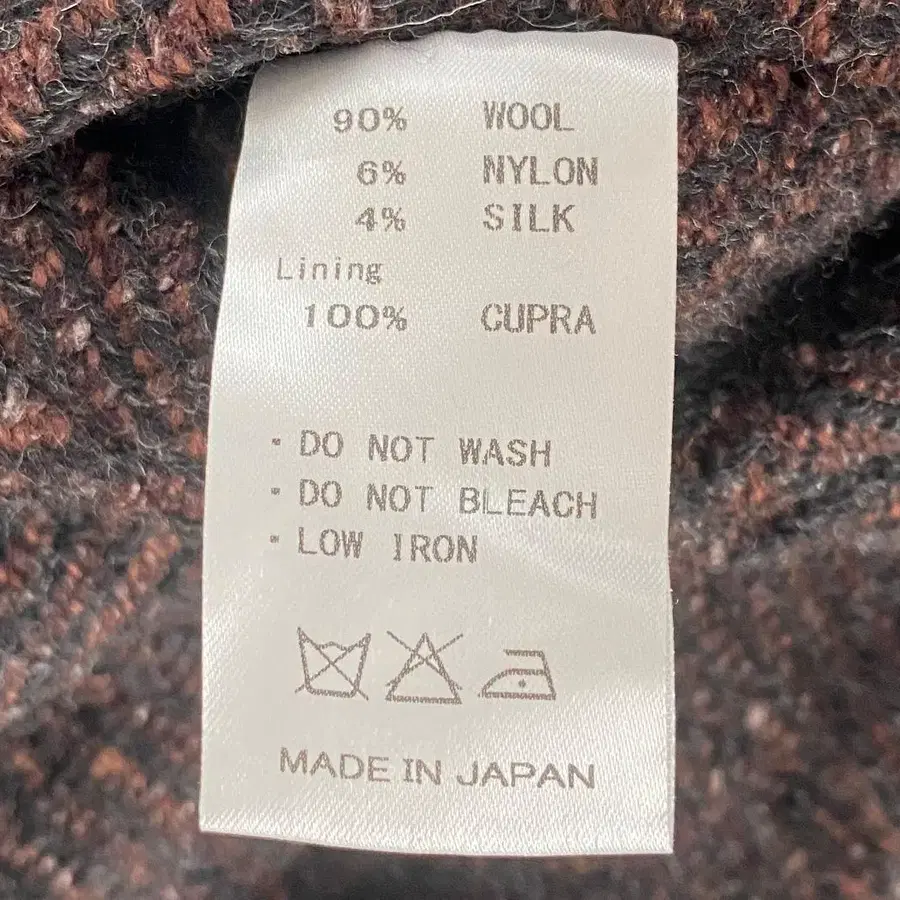 90% WOOL
6% NYLON
4% SILK
Lining
100% CUPRA
・DO NOT WASH
・DO NOT BLEACH
・LOW IRON
MADE IN JAPAN